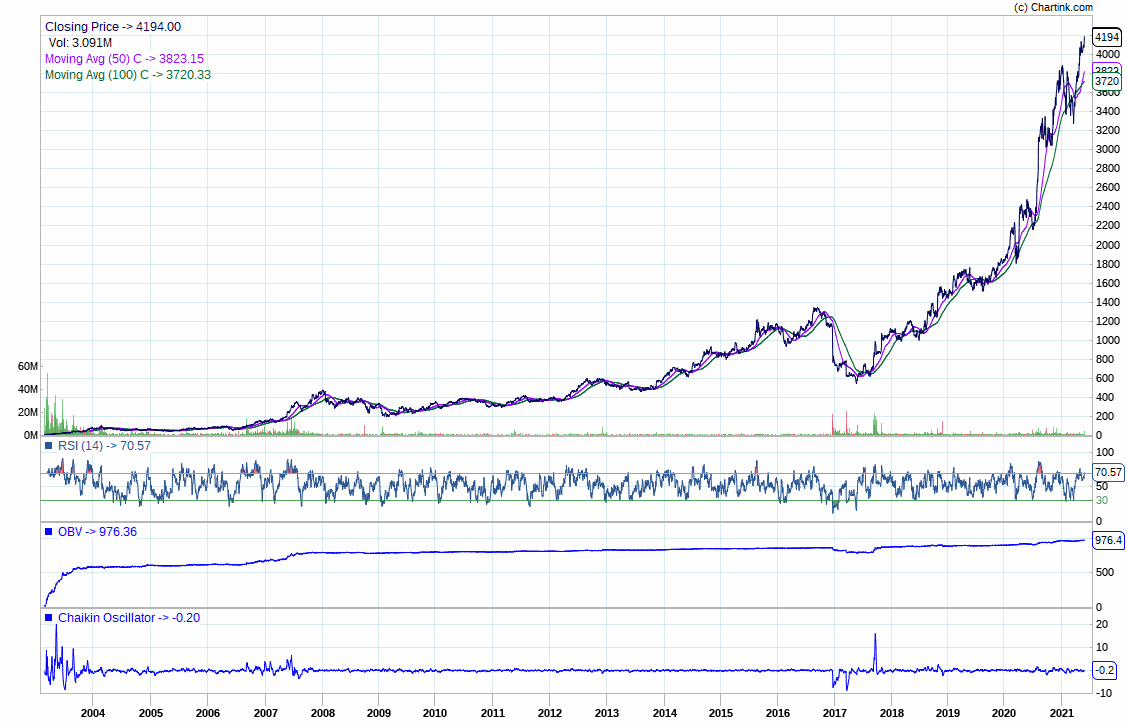 (c) Chartink.com
Closing Price -> 4194.00
Vol: 3.091M
Moving Avg (50) C -> 3823.15
Moving Avg (100) C -> 3720.33
4194
4000
3823
3720
3600
3400
3200
3000
2800
2600
2400
2200
2000
1800
1600
1400
1200
1000
800
600
400
200
0
60M
40M
20M
0M
RSI (14) -> 70.57
100
70.57
50
30
0
OBV -> 976.36
976.4
500
0
Chaikin Oscillator -> -0.20
20
10
-0.2
-10
2004 2005 2006 2007 2008 2009 2010 2011 2012 2013 2014 2015 2016 2017 2018 2019 2020 2021